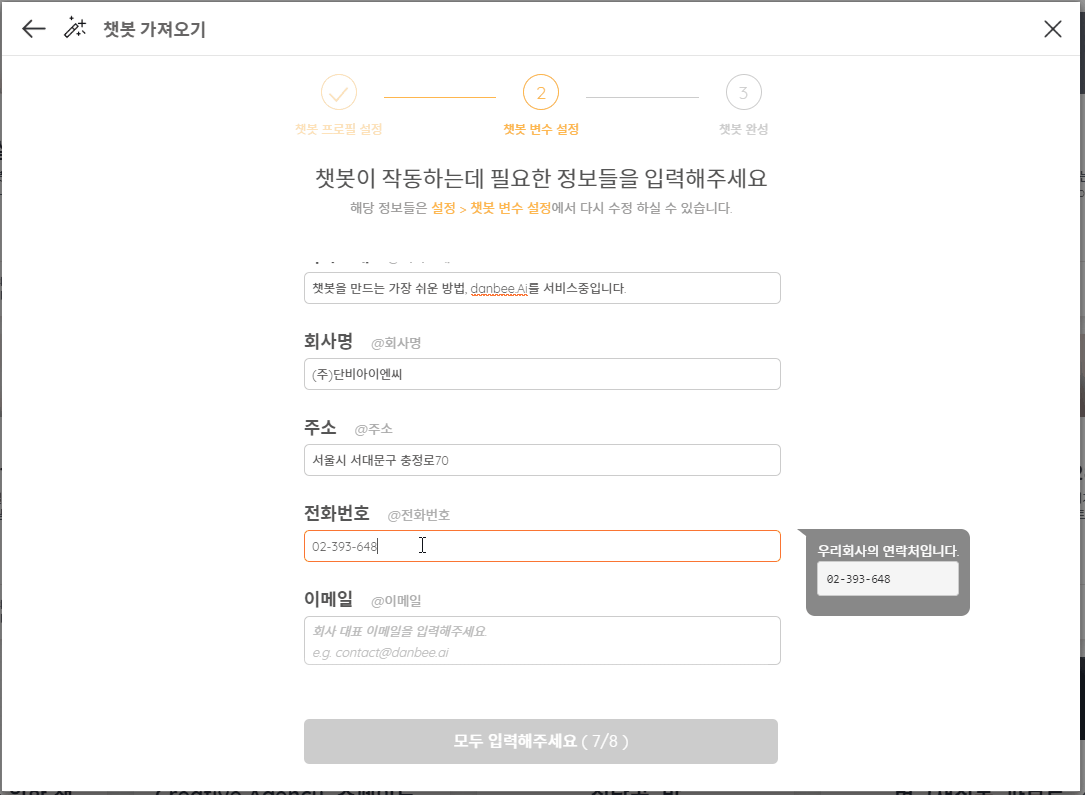 챗봇 가져오기
2
3
챗봇 프로필 설정
챗봇 변수 설정
챗봇 완성
챗봇이 작동하는데 필요한 정보들을 입력해주세요
해당 정보들은 설정 > 챗봇 변수 설정에서 다시 수정 하실 수 있습니다.
챗봇을 만드는 가장 쉬운 방법, danbee.Ai를 서비스중입니다.
회사명 @회사명
(주)단비아이엔씨
주소 @주소
서울시 서대문구 충정로70
전화번호 @전화번호
02-393-648
우리회사의 연락처입니다.
02-393-648
이메일 @이메일
회사 대표 이메일을 입력해주세요.
e.g. contact@danbee.ai
모두 입력해주세요 ( 7/8 )